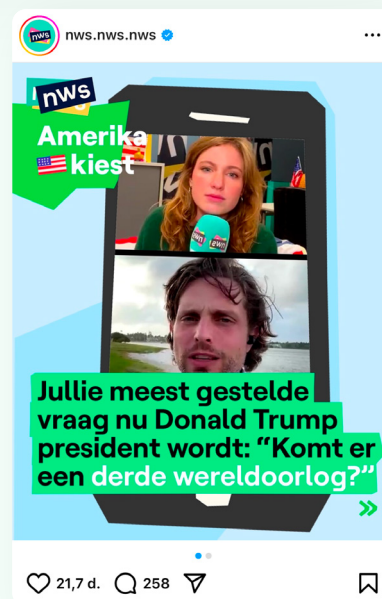 nws.nws.nws
nws
nws
Amerika
kiest
Jullie meest gestelde
vraag nu Donald Trump
president wordt: “Komt er
een derde wereldoorlog?”
21,7 d.
258